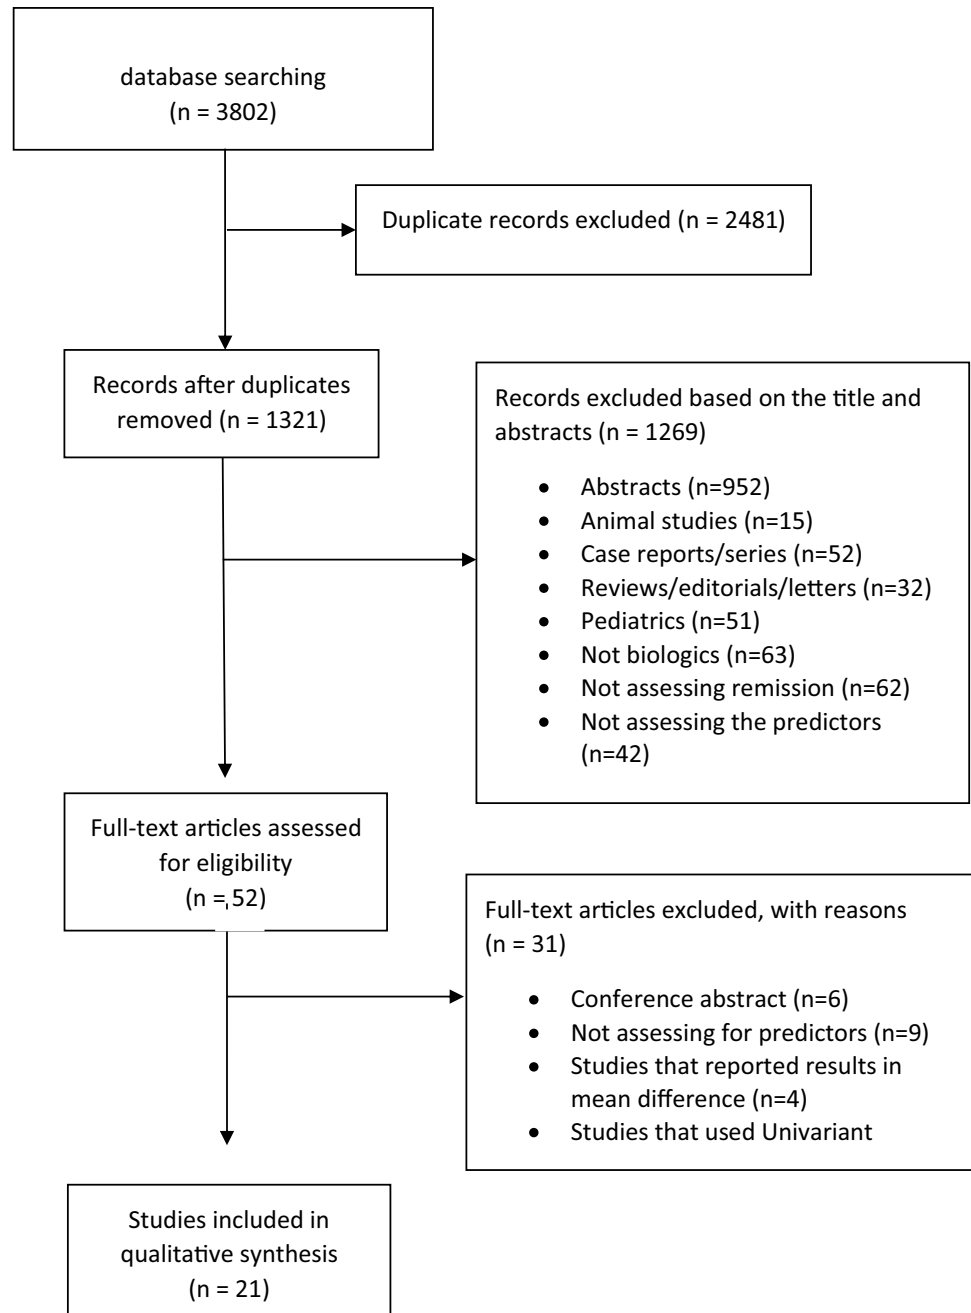 database searching
(n = 3802)
Duplicate records excluded (n = 2481)
Records after duplicates
removed (n = 1321)
Records excluded based on the title and
abstracts (n = 1269)
• Abstracts (n=952)
• Animal studies (n=15)
• Case reports/series (n=52)
• Reviews/editorials/letters (n=32)
• Pediatrics (n=51)
• Not biologics (n=63)
• Not assessing remission (n=62)
• Not assessing the predictors
(n=42)
Full-text articles assessed
for eligibility
(n = 52)
Full-text articles excluded, with reasons
(n = 31)
• Conference abstract (n=6)
• Not assessing for predictors (n=9)
• Studies that reported results in
mean difference (n=4)
• Studies that used Univariant
Studies included in
qualitative synthesis
(n = 21)